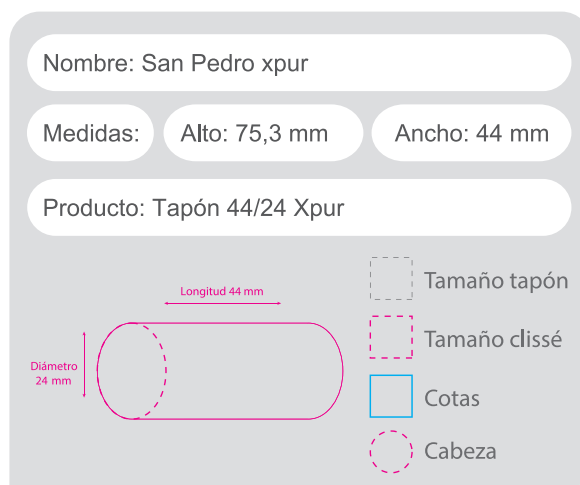 Nombre: San Pedro xpur
Medidas:
Alto: 75,3 mm
Ancho: 44 mm
Producto: Tapón 44/24 Xpur
Longitud 44 mm
Diámetro
24 mm
Tamaño tapón
Tamaño clissé
Cotas
Cabeza